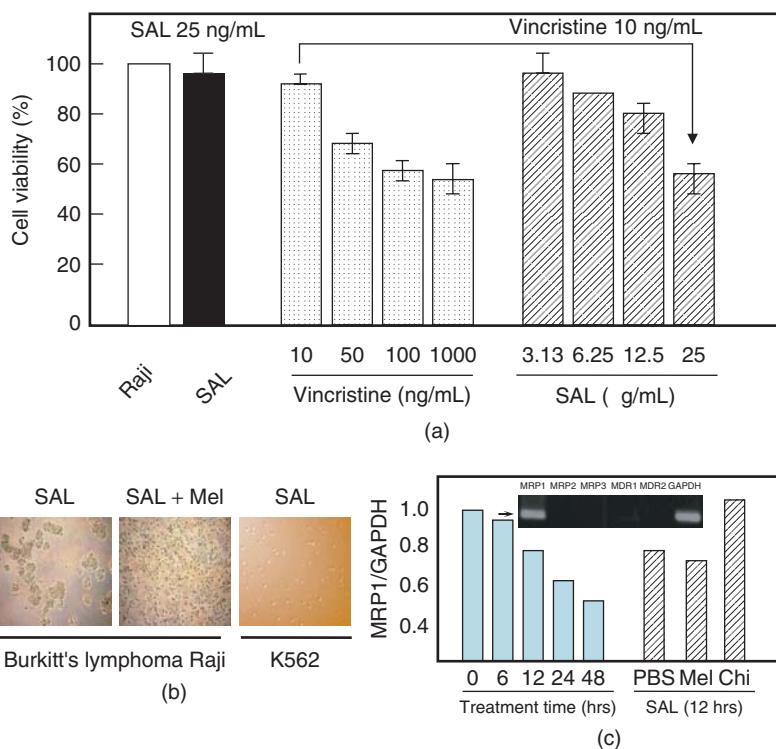 SAL 25 ng/mL
Vincristine 10 ng/mL
Cell viability (%)
100
80
60
40
20
0
Raji
SAL
10 50 100 1000
Vincristine (ng/mL)
3.13 6.25 12.5 25
SAL ( g/mL)
(a)
SAL SAL + Mel SAL
Burkitt's lymphoma Raji K562
(b)
MRP1/GAPDH
1.0
0.8
0.6
0.4
MRP1 MRP2 MRP3 MDR1 MDR2 GAPDH
0 6 12 24 48
Treatment time (hrs)
PBS Mel Chi
SAL (12 hrs)
(c)